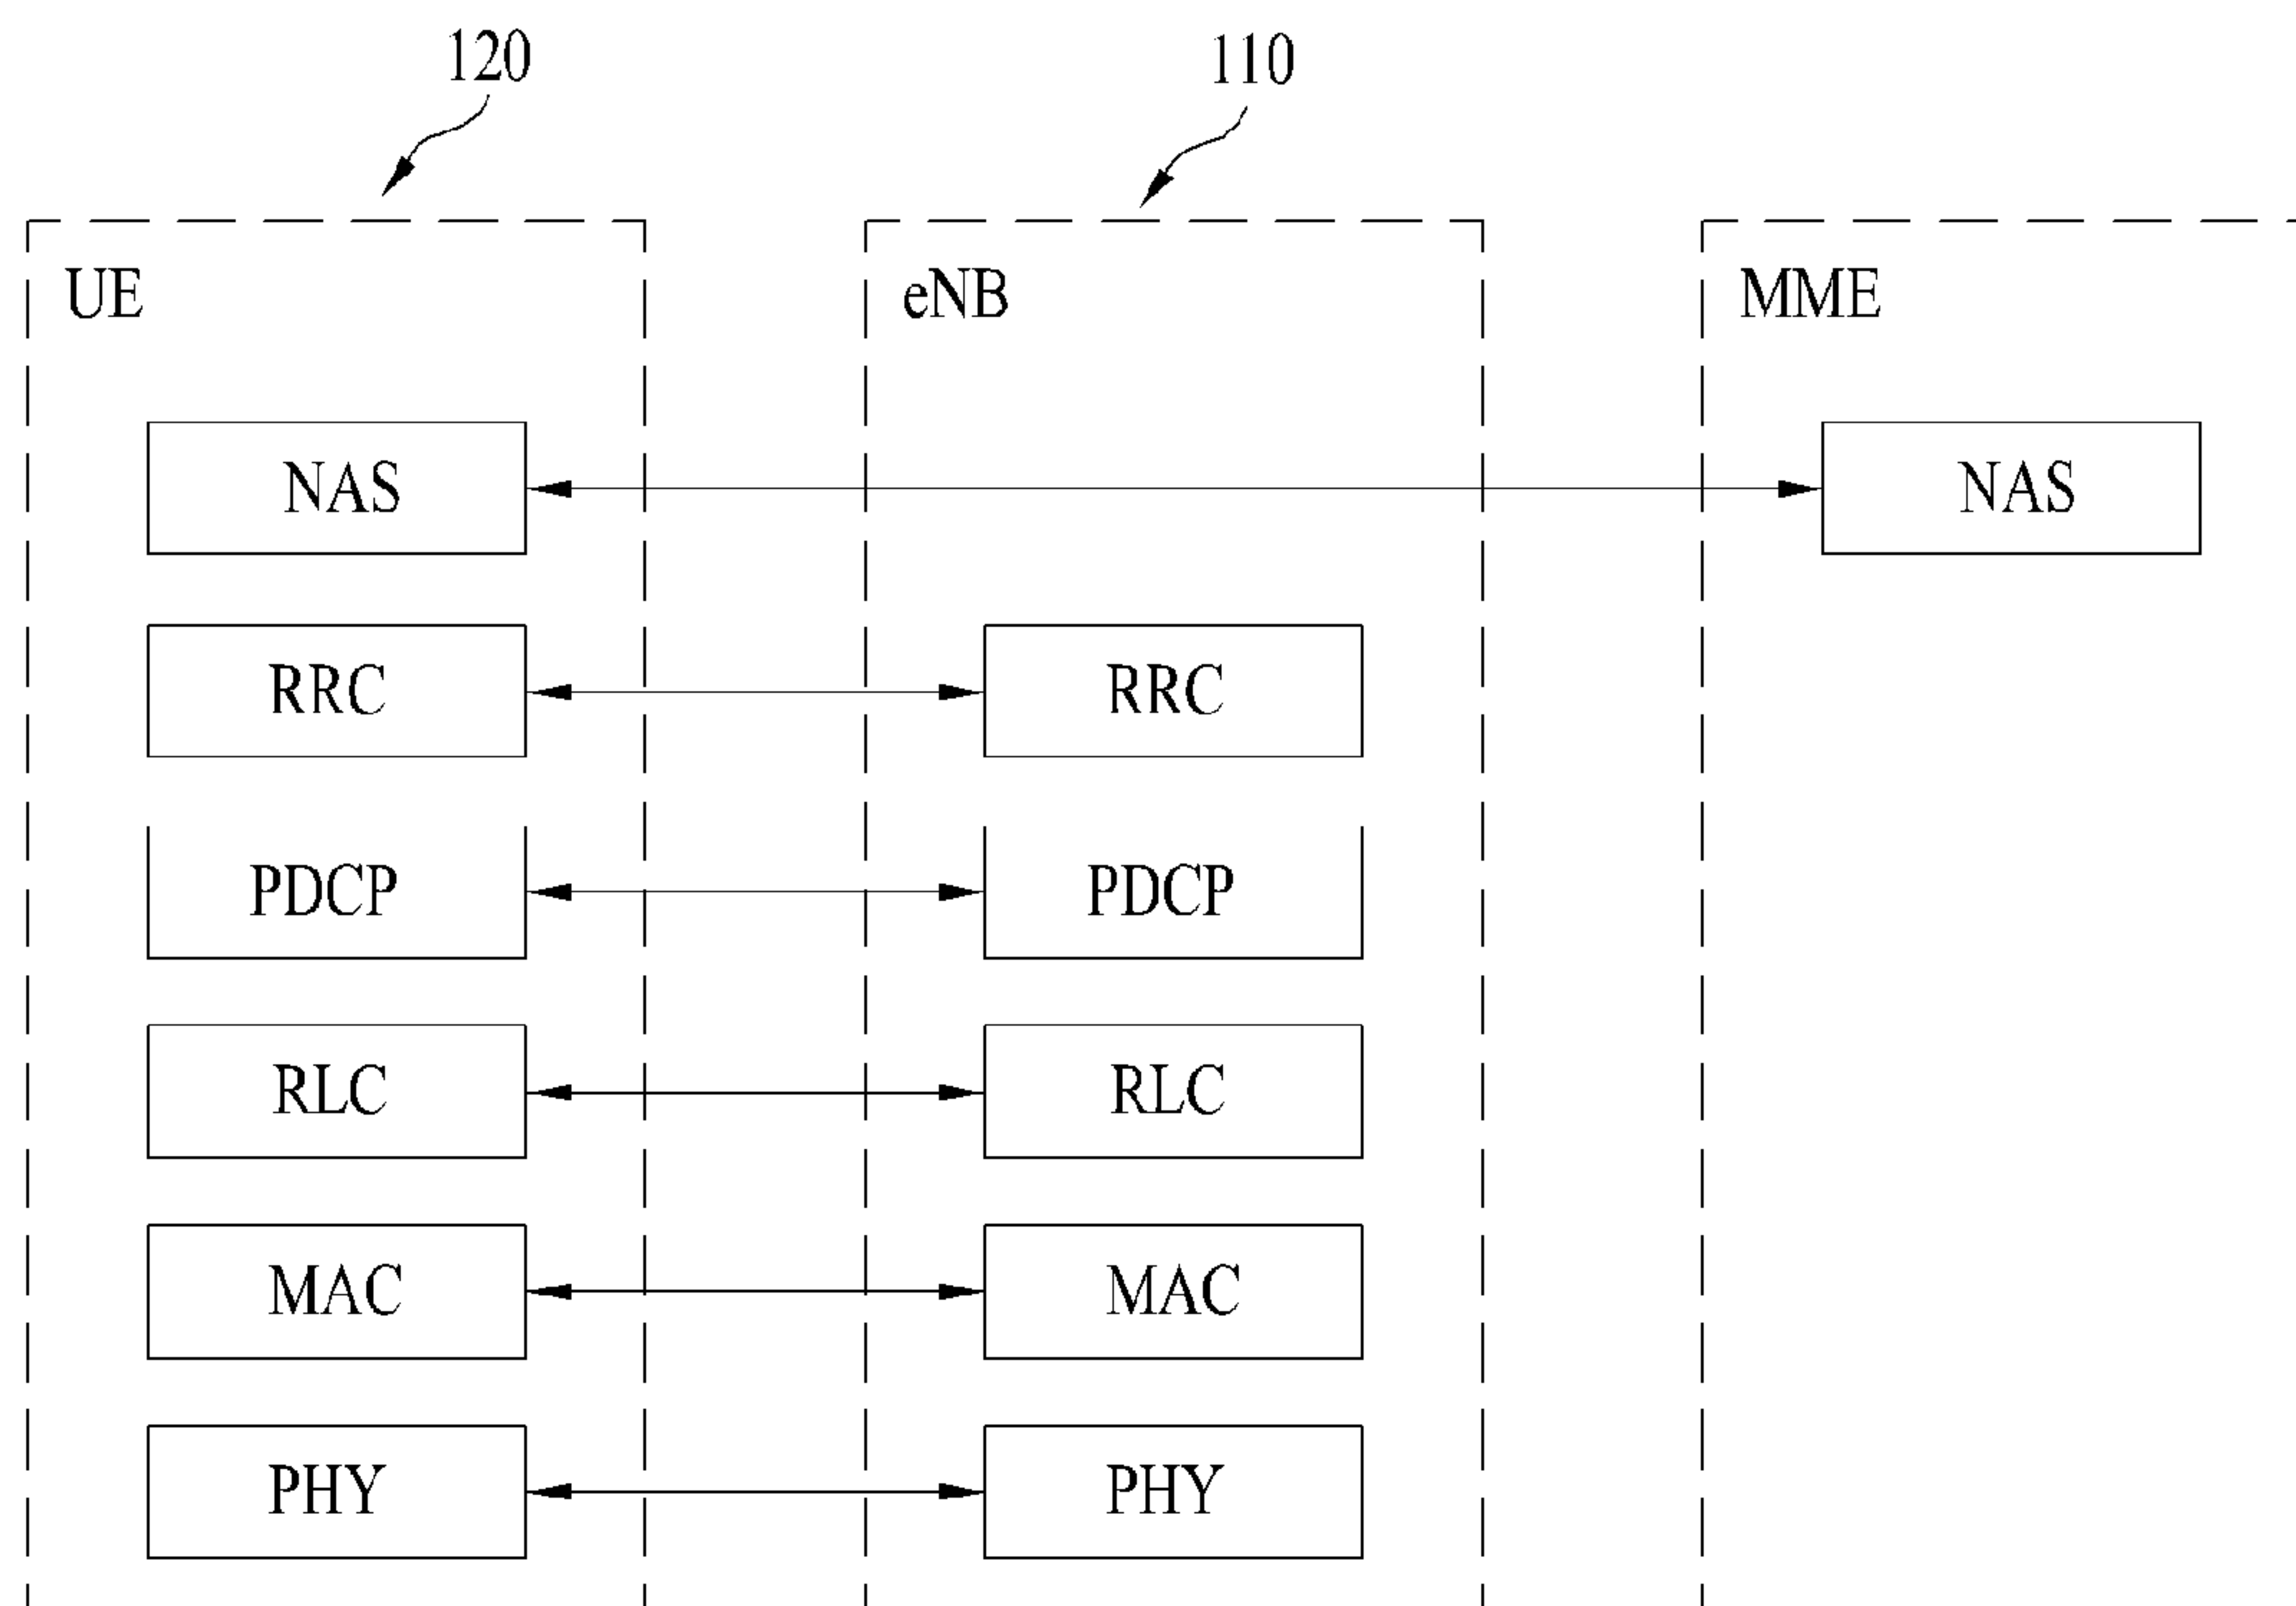 120 110
UE eNB MME
NAS NAS
RRC RRC
PDCP PDCP
RLC RLC
MAC MAC
PHY PHY